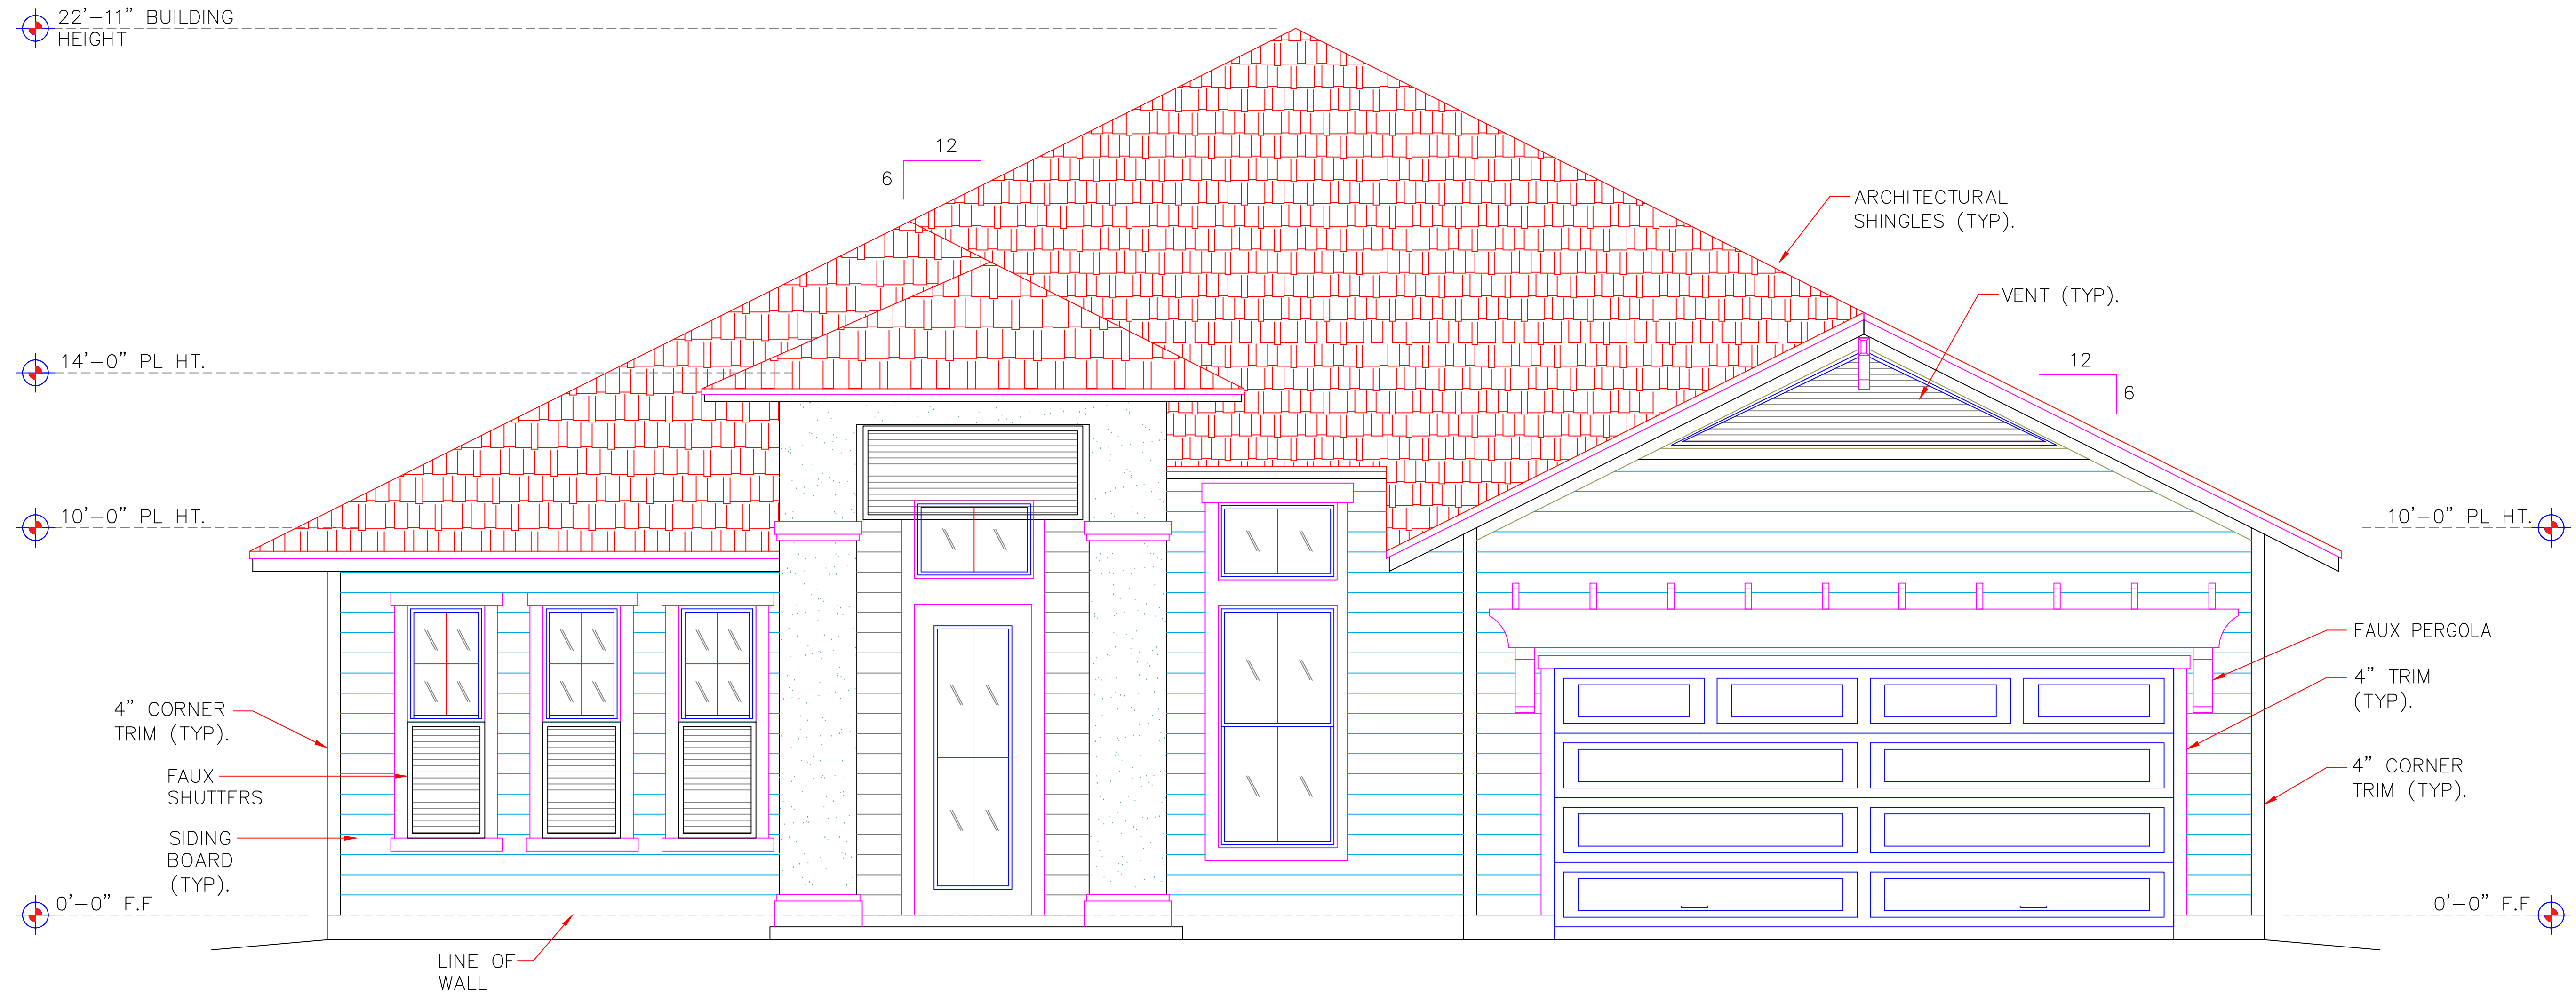 22'-11" BUILDING
HEIGHT
12
6
ARCHITECTURAL
SHINGLES (TYP).
VENT (TYP).
14'-0" PL HT.
12
6
10'-0" PL HT.
10'-0" PL HT.
FAUX PERGOLA
4" TRIM
(TYP).
4" CORNER
TRIM (TYP).
4" CORNER
TRIM (TYP).
FAUX
SHUTTERS
SIDING
BOARD
(TYP).
0'-0" F.F
0'-0" F.F
LINE OF
WALL